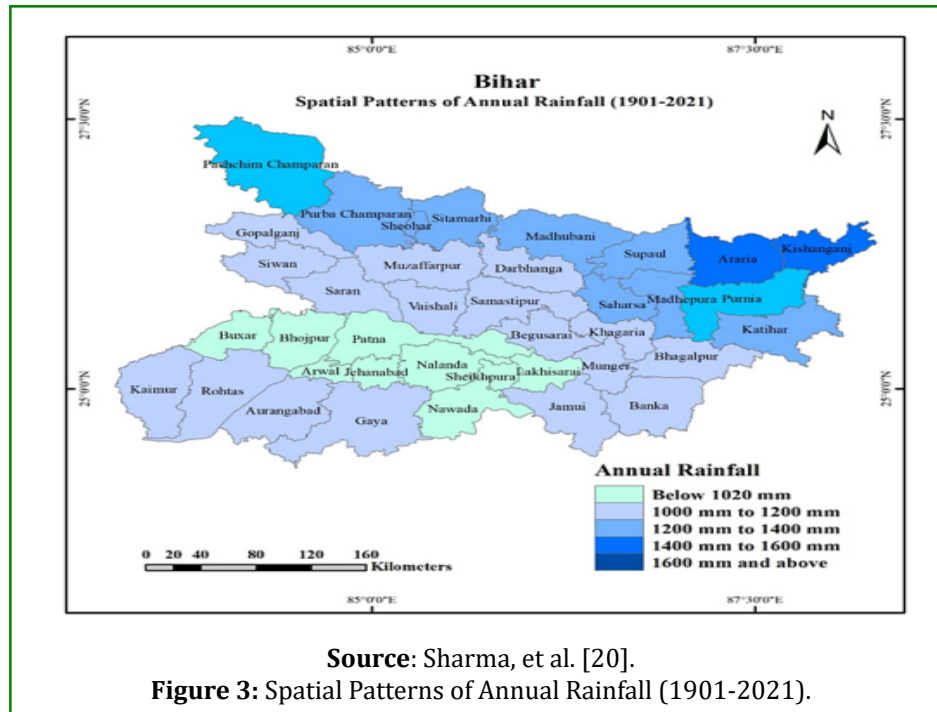 85°0'0"E 87°30'0"E
Bihar
Spatial Patterns of Annual Rainfall (1901-2021)
27°30'0"N 27°30'0"N
N
Pashchim Champaran
Purba Champaran
Sheohar
Sitamarhi
Gopalganj
Madhubani
Supaul
Araria
Kishanganj
Siwan
Muzaffarpur
Darbhanga
Saran
Vaishali
Samastipur
Saharsa
Madhepura
Purnia
Katihar
Begusarai
Khagaria
Buxar
Bhojpur
Patna
Nalanda
Sheikhpura
Lakhisarai
Munger
Bhagalpur
Arwal
Jehanabad
25°0'0"N 25°0'0"N
Kaimur
Rohtas
Aurangabad
Gaya
Nawada
Jamui
Banka
Annual Rainfall
Below 1020 mm
1000 mm to 1200 mm
1200 mm to 1400 mm
1400 mm to 1600 mm
1600 mm and above
0 20 40 80 120 160
Kilometers
85°0'0"E 87°30'0"E
Source: Sharma, et al. [20].
Figure 3: Spatial Patterns of Annual Rainfall (1901-2021).